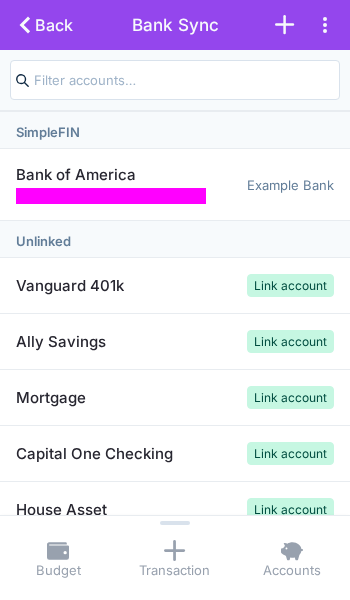 Back
Bank Sync
Filter accounts...
SimpleFIN
Bank of America
Example Bank
Unlinked
Vanguard 401k
Link account
Ally Savings
Link account
Mortgage
Link account
Capital One Checking
Link account
House Asset
Link account
Budget
Transaction
Accounts